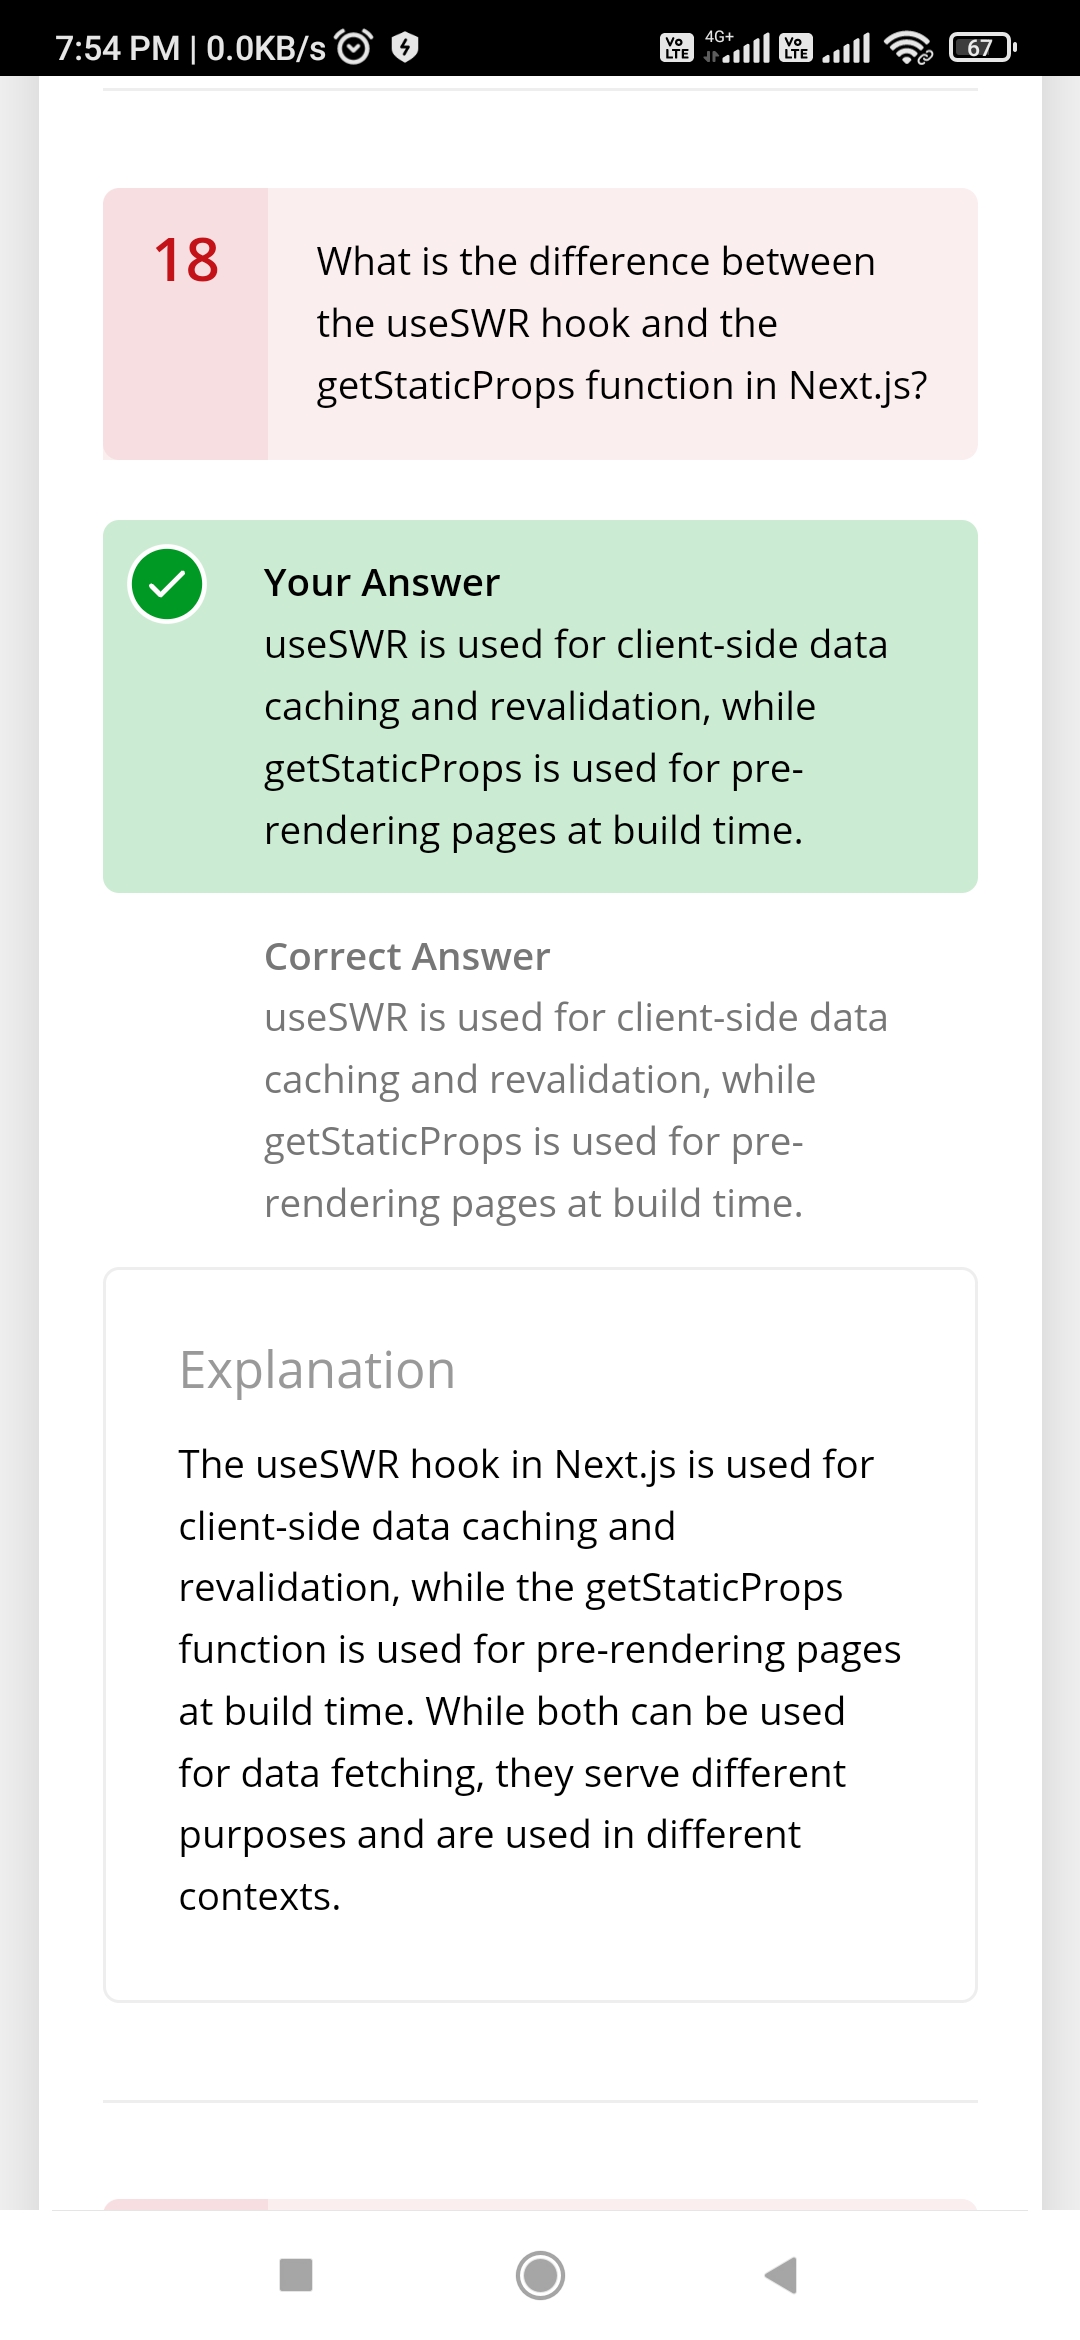 7:54 PM | 0.0KB/s
Vo LTE 4G+ Vo LTE 67
18
What is the difference between
the useSWR hook and the
getStaticProps function in Next.js?
Your Answer
useSWR is used for client-side data
caching and revalidation, while
getStaticProps is used for pre-
rendering pages at build time.
Correct Answer
useSWR is used for client-side data
caching and revalidation, while
getStaticProps is used for pre-
rendering pages at build time.
Explanation
The useSWR hook in Next.js is used for
client-side data caching and
revalidation, while the getStaticProps
function is used for pre-rendering pages
at build time. While both can be used
for data fetching, they serve different
purposes and are used in different
contexts.